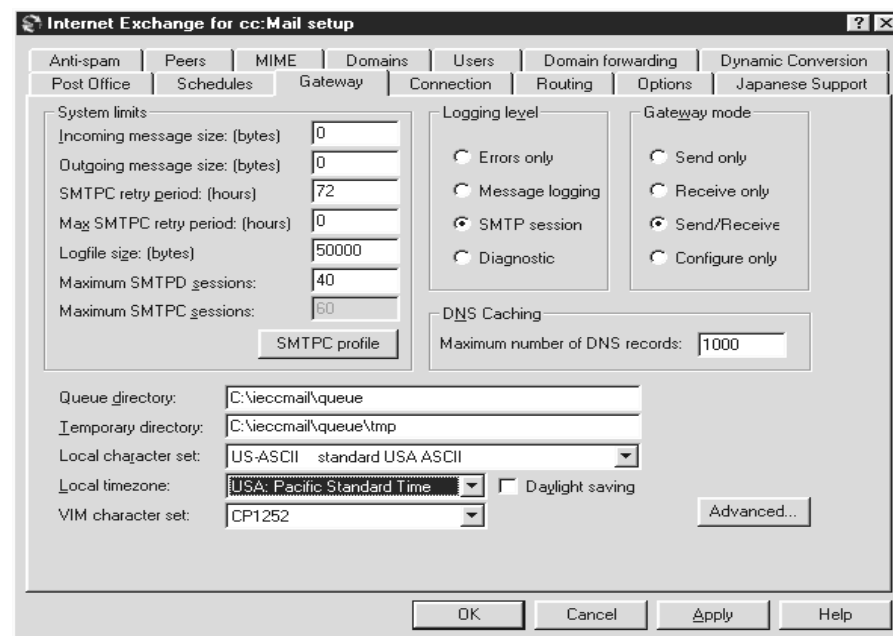 Internet Exchange for cc:Mail setup
Anti-spam Peers MIME Domains Users Domain forwarding Dynamic Conversion
Post Office Schedules Gateway Connection Routing Options Japanese Support
System limits
Incoming message size: (bytes) 0
Outgoing message size: (bytes) 0
SMTPC retry period: (hours) 72
Max SMTPC retry period: (hours) 0
Logfile size: (bytes) 50000
Maximum SMTPD sessions: 40
Maximum SMTPC sessions: 60
SMTPC profile
Logging level
Errors only
Message logging
SMTP session
Diagnostic
Gateway mode
Send only
Receive only
Send/Receive
Configure only
DNS Caching
Maximum number of DNS records: 1000
Queue directory: C:\ieccmail\queue
Temporary directory: C:\ieccmail\queue\tmp
Local character set: US-ASCII standard USA ASCII
Local timezone: USA: Pacific Standard Time Daylight saving
VIM character set: CP1252
Advanced...
OK Cancel Apply Help